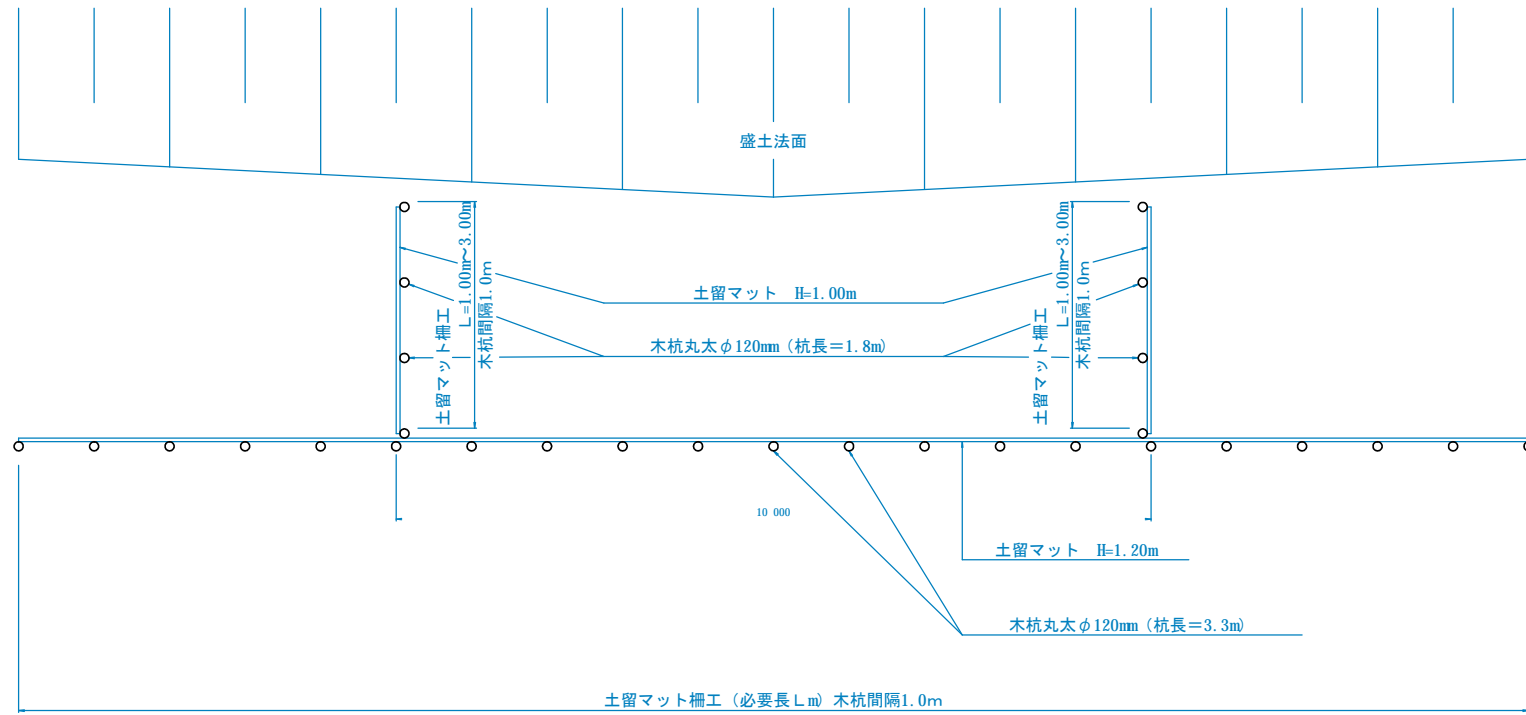 盛土法面
土留マット柵工
L=1.00m～3.00m
木杭間隔1.0m
土留マット H=1.00m
木杭丸太φ120mm（杭長＝1.8m）
土留マット柵工
L=1.00m～3.00m
木杭間隔1.0m
10 000
土留マット H=1.20m
木杭丸太φ120mm（杭長＝3.3m）
土留マット柵工（必要長Lm）木杭間隔1.0m